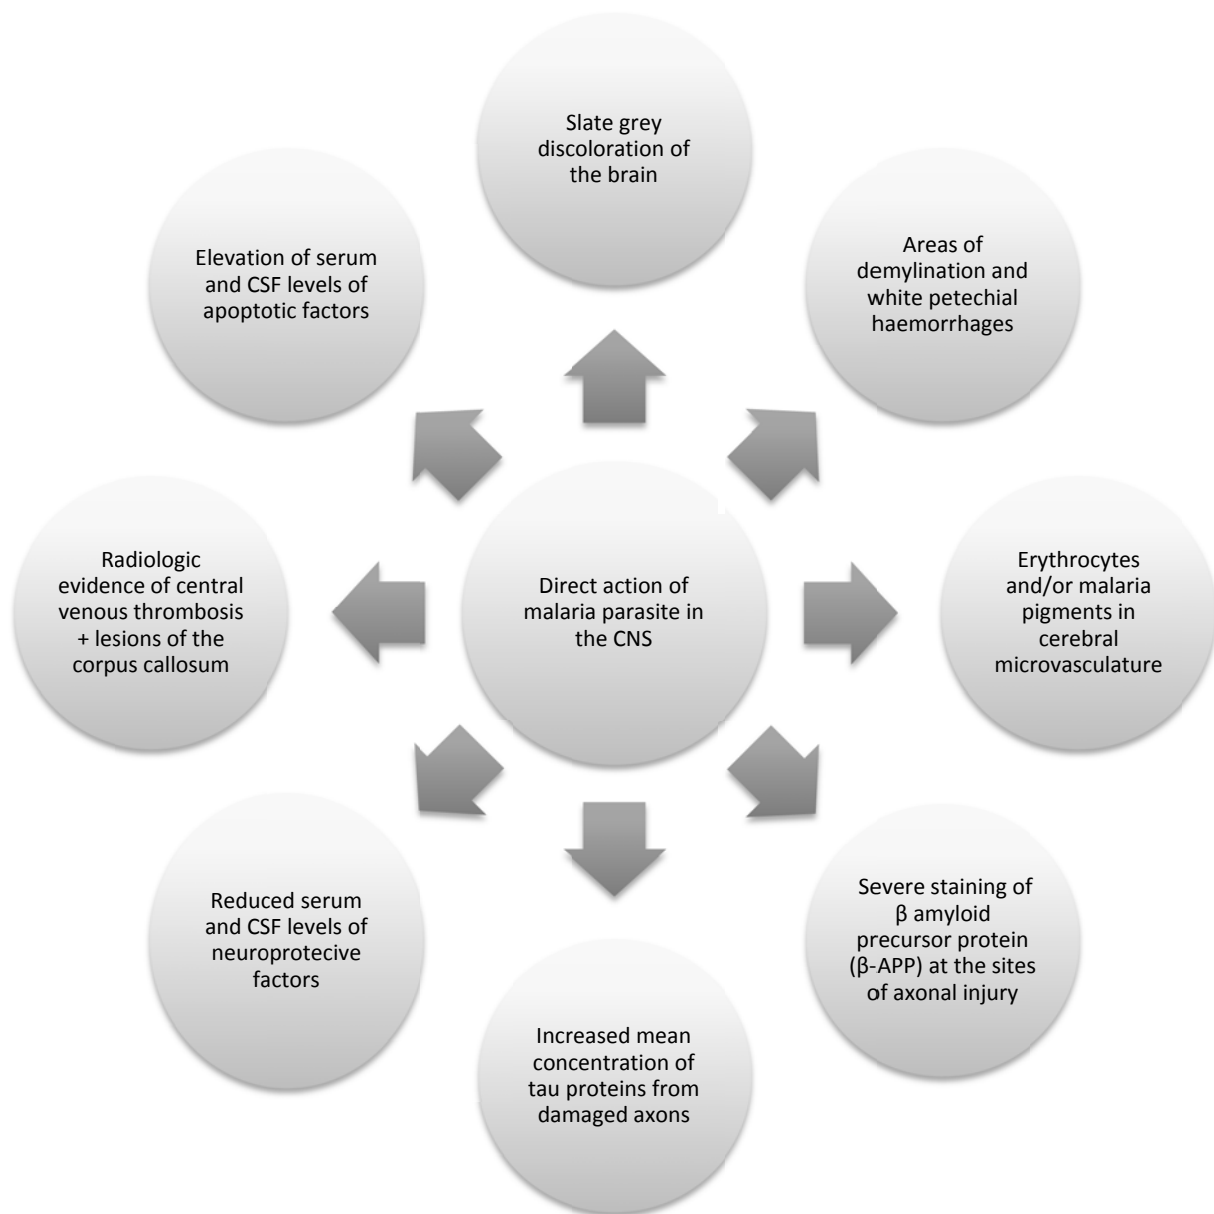 Slate grey
discoloration of
the brain
Areas of
demylination and
white petechial
haemorrhages
Erythrocytes
and/or malaria
pigments in
cerebral
microvasculature
Severe staining of
β amyloid
precursor protein
(β-APP) at the sites
of axonal injury
Increased mean
concentration of
tau proteins from
damaged axons
Reduced serum
and CSF levels of
neuroprotecive
factors
Radiologic
evidence of central
venous thrombosis
+ lesions of the
corpus callosum
Elevation of serum
and CSF levels of
apoptotic factors
Direct action of
malaria parasite in
the CNS